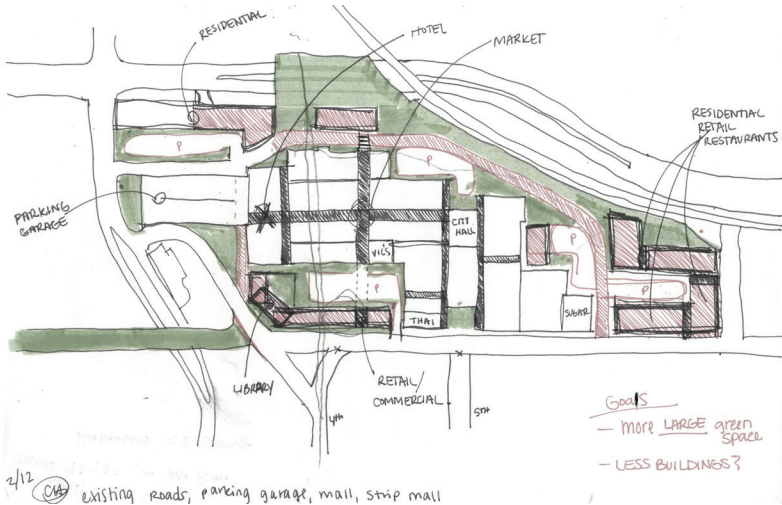 RESIDENTIAL
HOTEL
MARKET
RESIDENTIAL
RETAIL
RESTAURANTS
P
P
PARKING
GARAGE
CITY
HALL
VIC'S
P
P
P
THAI
SUGAR
LIBRARY
RETAIL/
COMMERCIAL
4TH
5TH
GOALS
- more LARGE green
space
- LESS BUILDINGS?
2/12
existing roads, parking garage, mall, strip mall